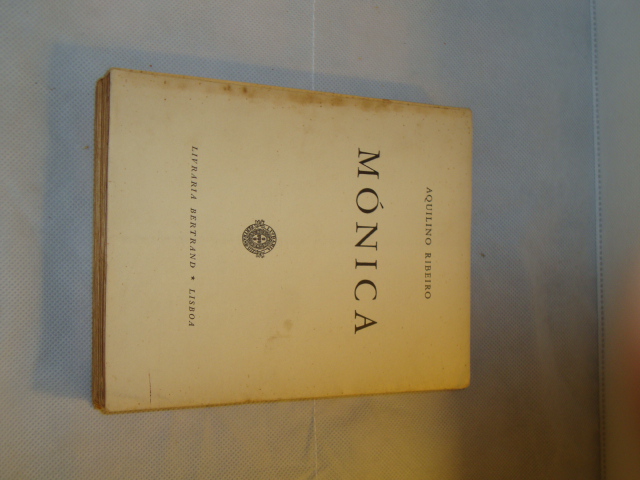 AQUILINO RIBEIRO
MÓNICA
LIVRARIA BERTRAND * LISBOA